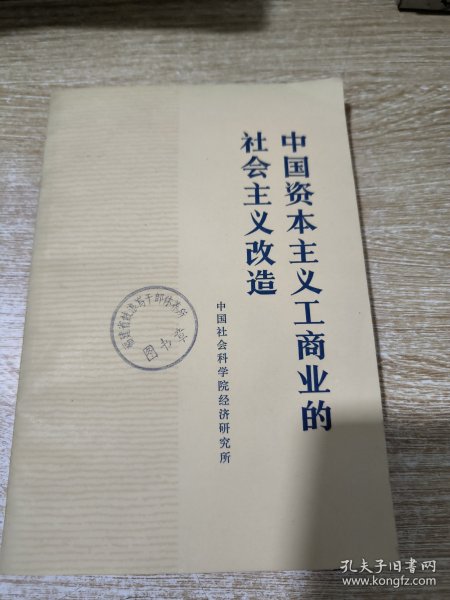 中国资本主义工商业的
社会主义改造
中国社会科学院经济研究所
图书章
孔夫子旧书网
www.kongfz.com